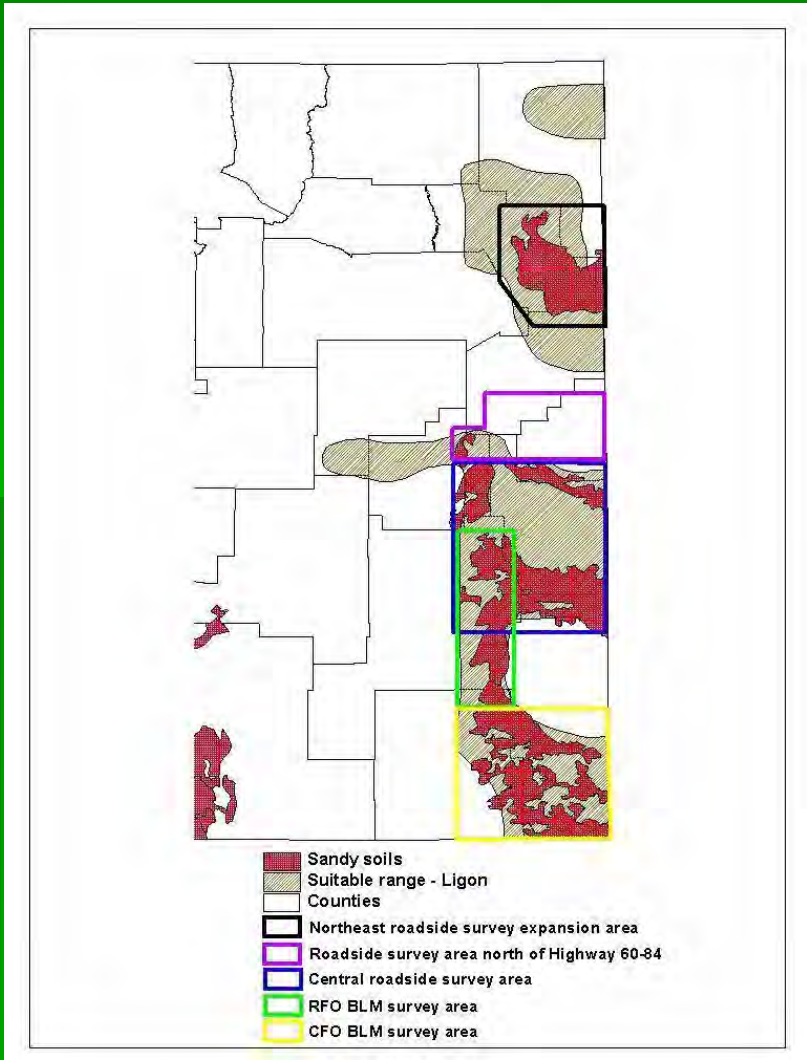 Sandy soils
Suitable range - Ligon
Counties
Northeast roadside survey expansion area
Roadside survey area north of Highway 60-84
Central roadside survey area
RFO BLM survey area
CFO BLM survey area